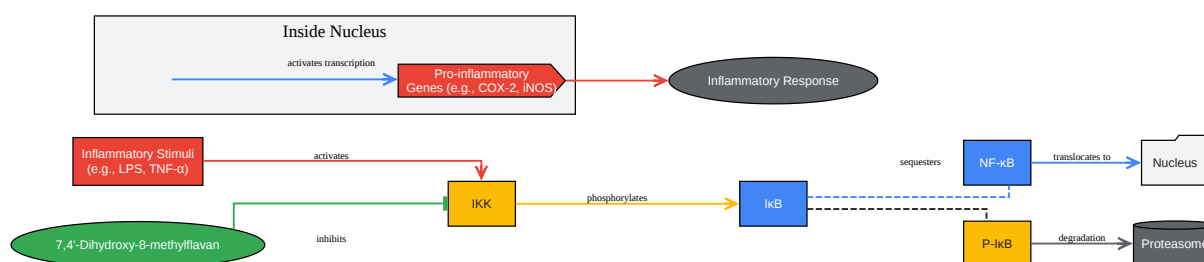 Inside Nucleus
activates transcription
Pro-inflammatory
Genes (e.g., COX-2, iNOS)
Inflammatory Response
Inflammatory Stimuli
(e.g., LPS, TNF-α)
activates
sequesters
NF-κB
translocates to
Nucleus
IKK
phosphorylates
IκB
7,4'-Dihydroxy-8-methylflavan
inhibits
P-IκB
degradation
Proteasome